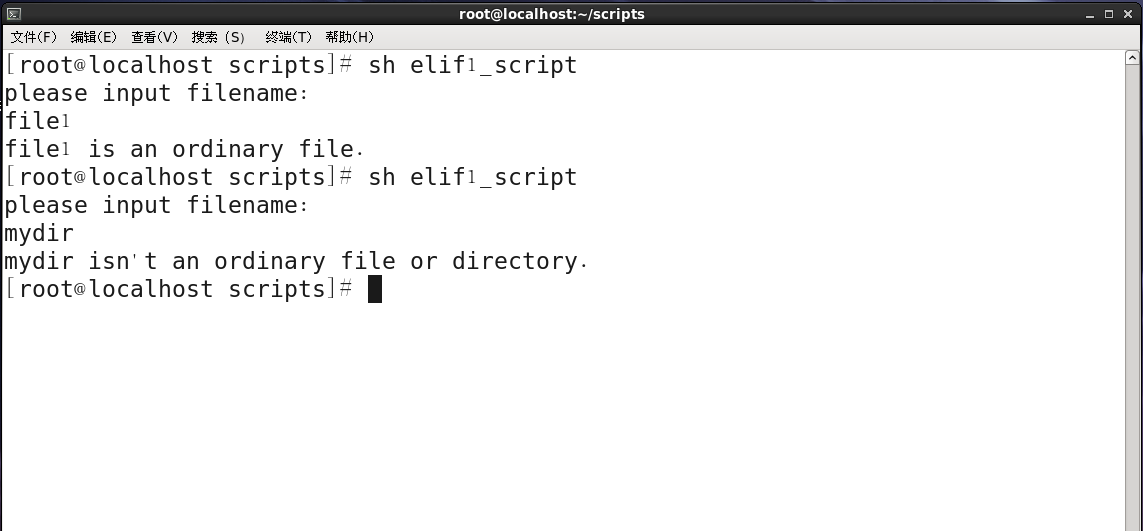 root@localhost:~/scripts
文件(F) 编辑(E) 查看(V) 搜索 (S) 终端(T) 帮助(H)
[root@localhost scripts]# sh elif1_script
please input filename:
file1
file1 is an ordinary file.
[root@localhost scripts]# sh elif1_script
please input filename:
mydir
mydir isn't an ordinary file or directory.
[root@localhost scripts]#